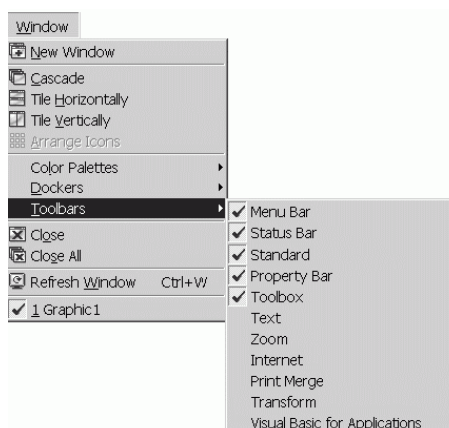 Window
New Window
Cascade
Tile Horizontally
Tile Vertically
Arrange Icons
Color Palettes
Dockers
Toolbars
Close
Close All
Refresh Window Ctrl+W
1 Graphic1
Menu Bar
Status Bar
Standard
Property Bar
Toolbox
Text
Zoom
Internet
Print Merge
Transform
Visual Basic for Applications